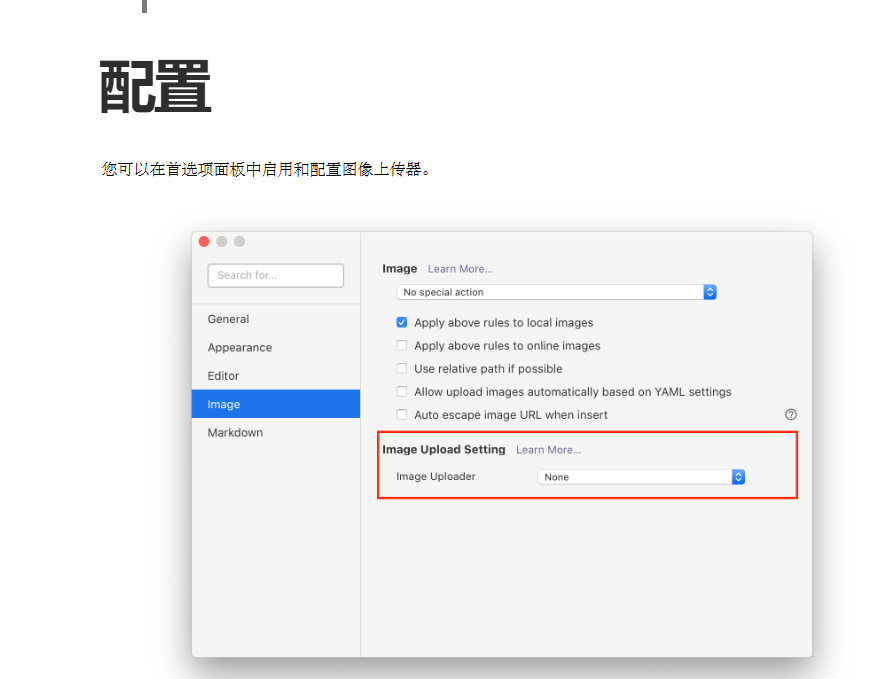 配置
您可以在首选项面板中启用和配置图像上传器。
Search for...
General
Appearance
Editor
Image
Markdown
Image Learn More...
No special action
Apply above rules to local images
Apply above rules to online images
Use relative path if possible
Allow upload images automatically based on YAML settings
Auto escape image URL when insert ?
Image Upload Setting Learn More...
Image Uploader None